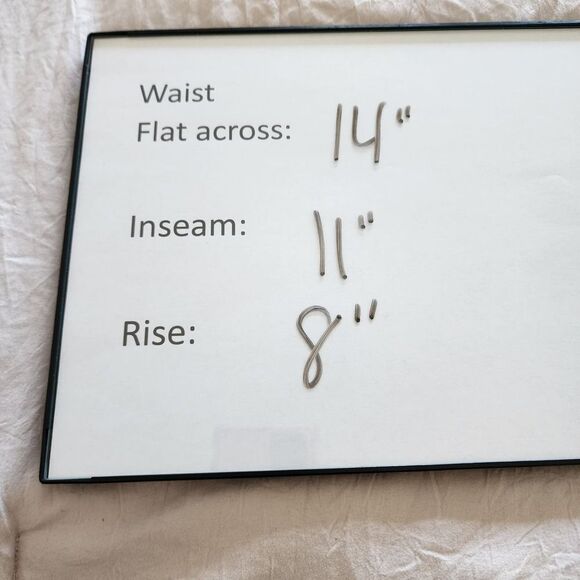 Waist
Flat across: 14"
Inseam: 11"
Rise: 8"